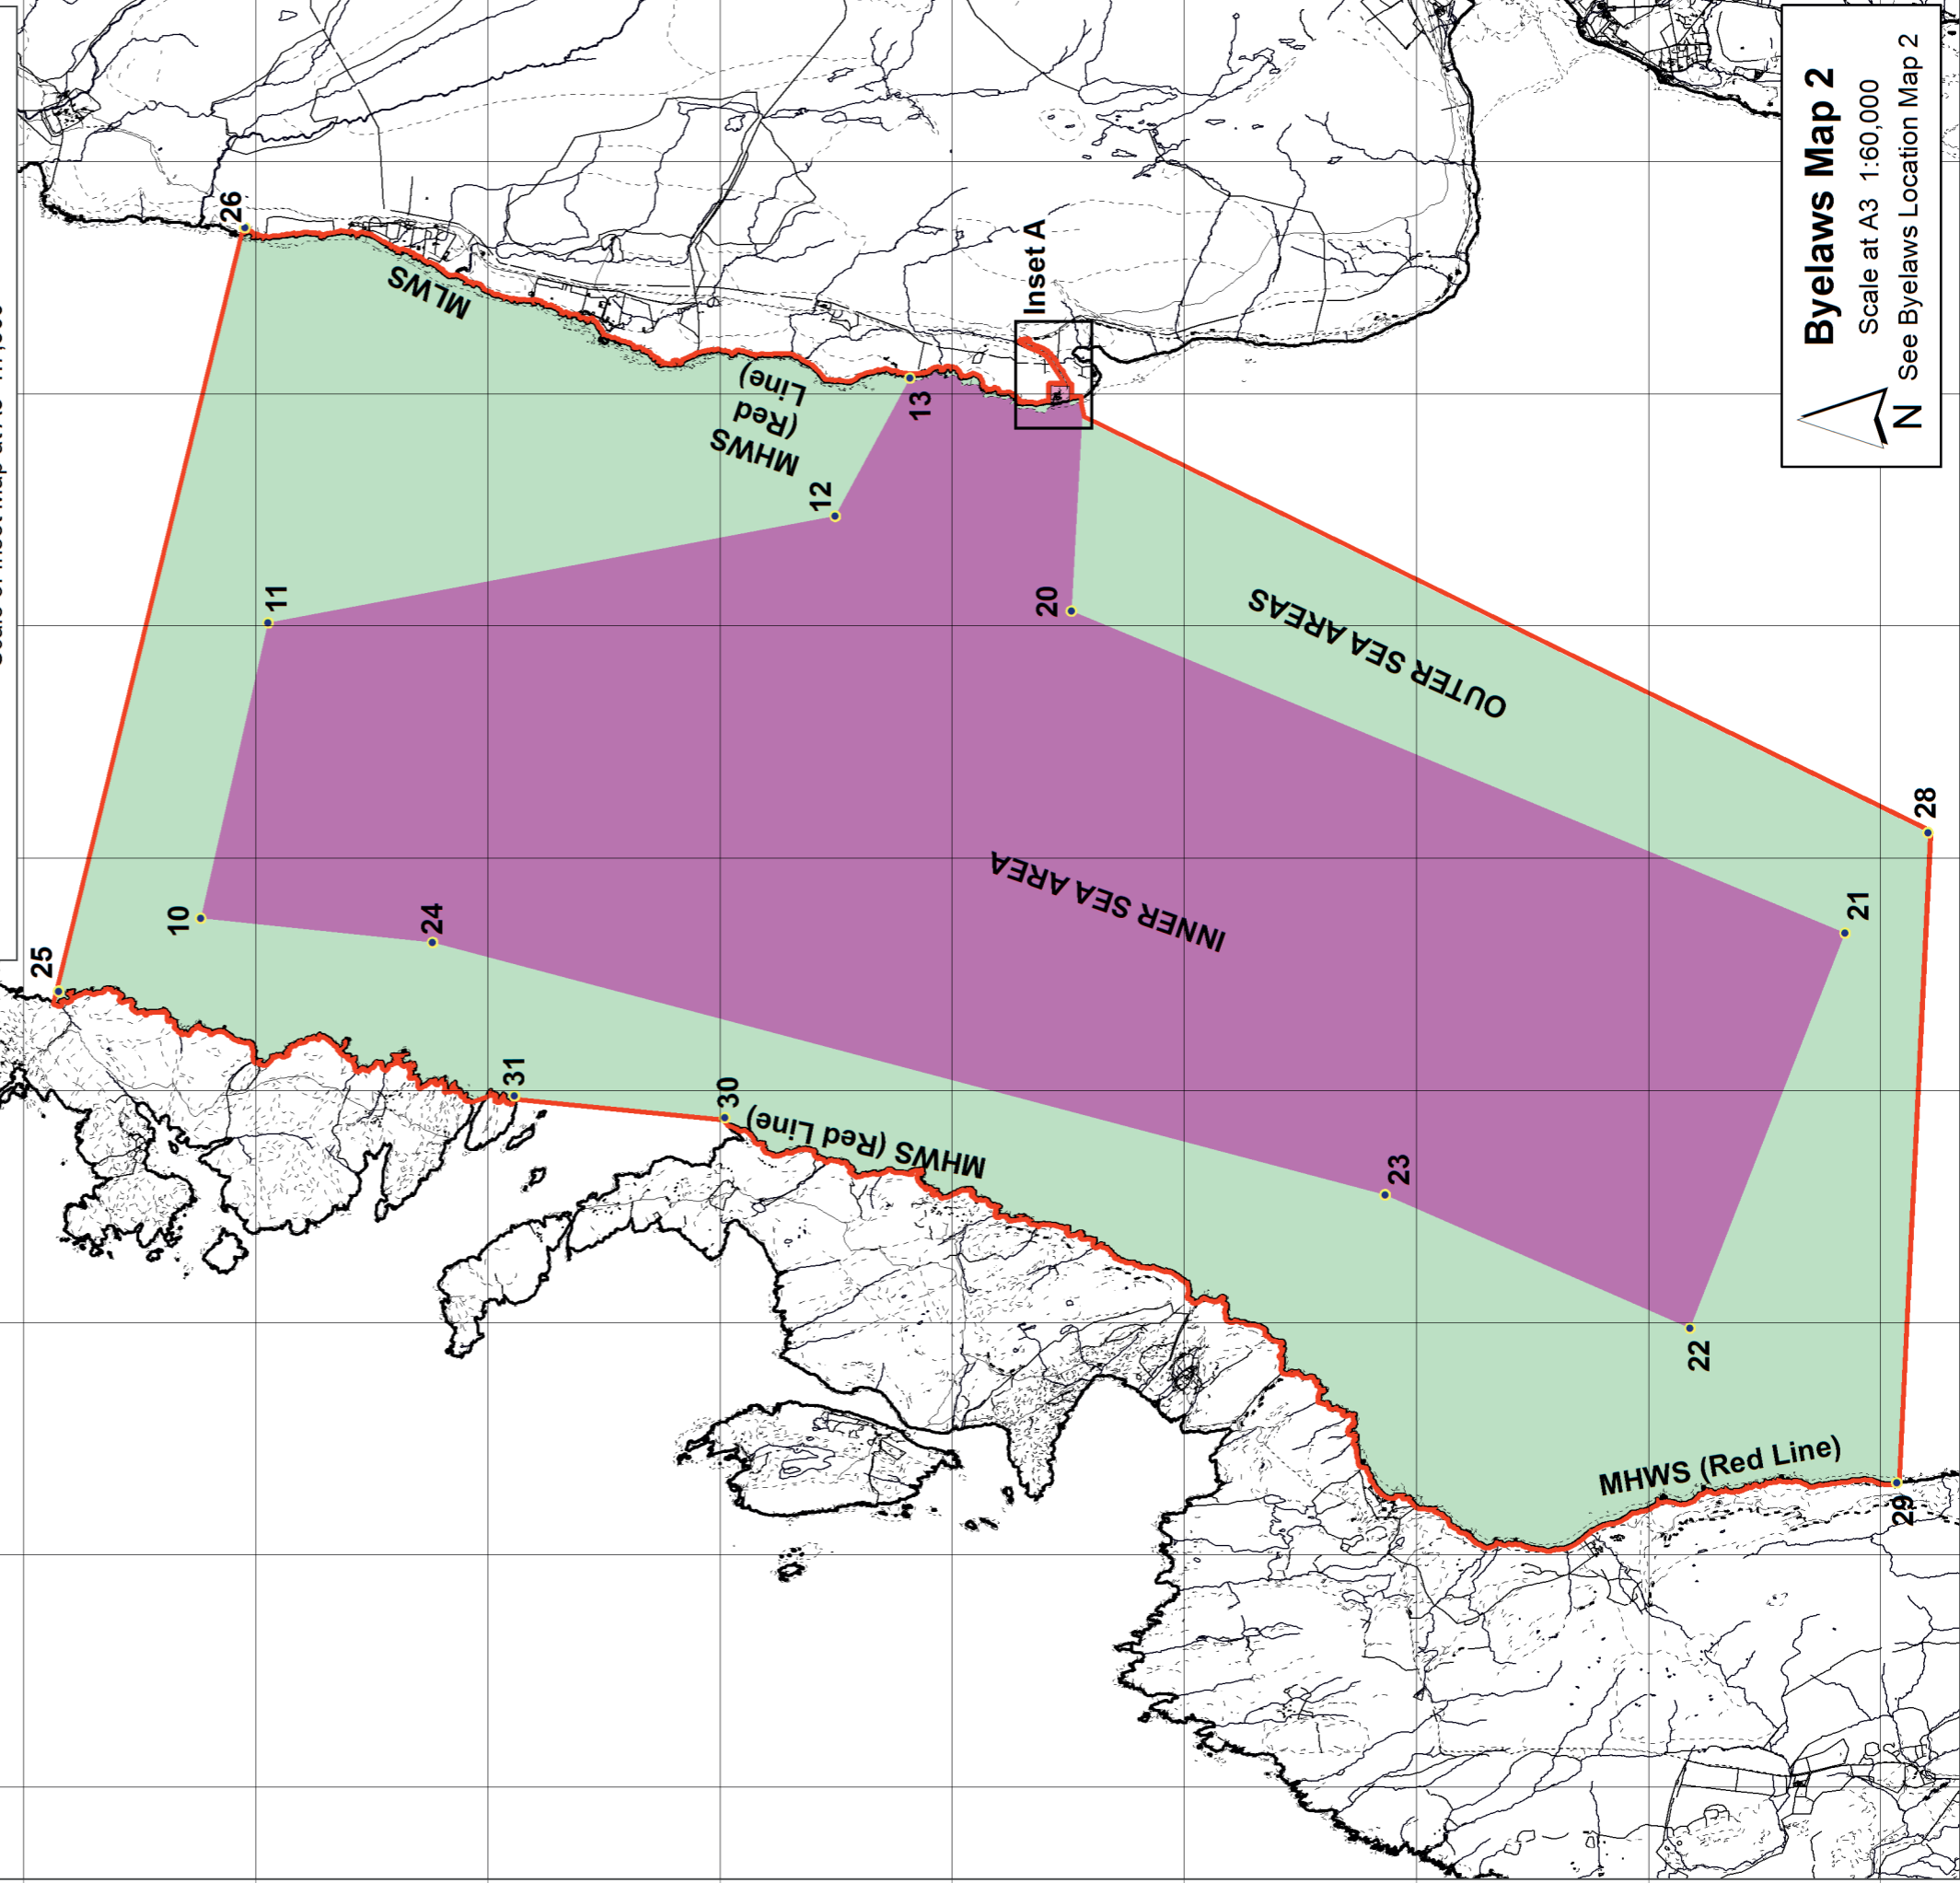 25
26
10
11
MLWS
24
31
30
MHWS
(Red
Line)
12
13
Inset A
MHWS (Red Line)
20
INNER SEA AREA
OUTER SEA AREAS
23
22
21
28
MHWS (Red Line)
29
Byelaws Map 2
Scale at A3 1:60,000
See Byelaws Location Map 2
N